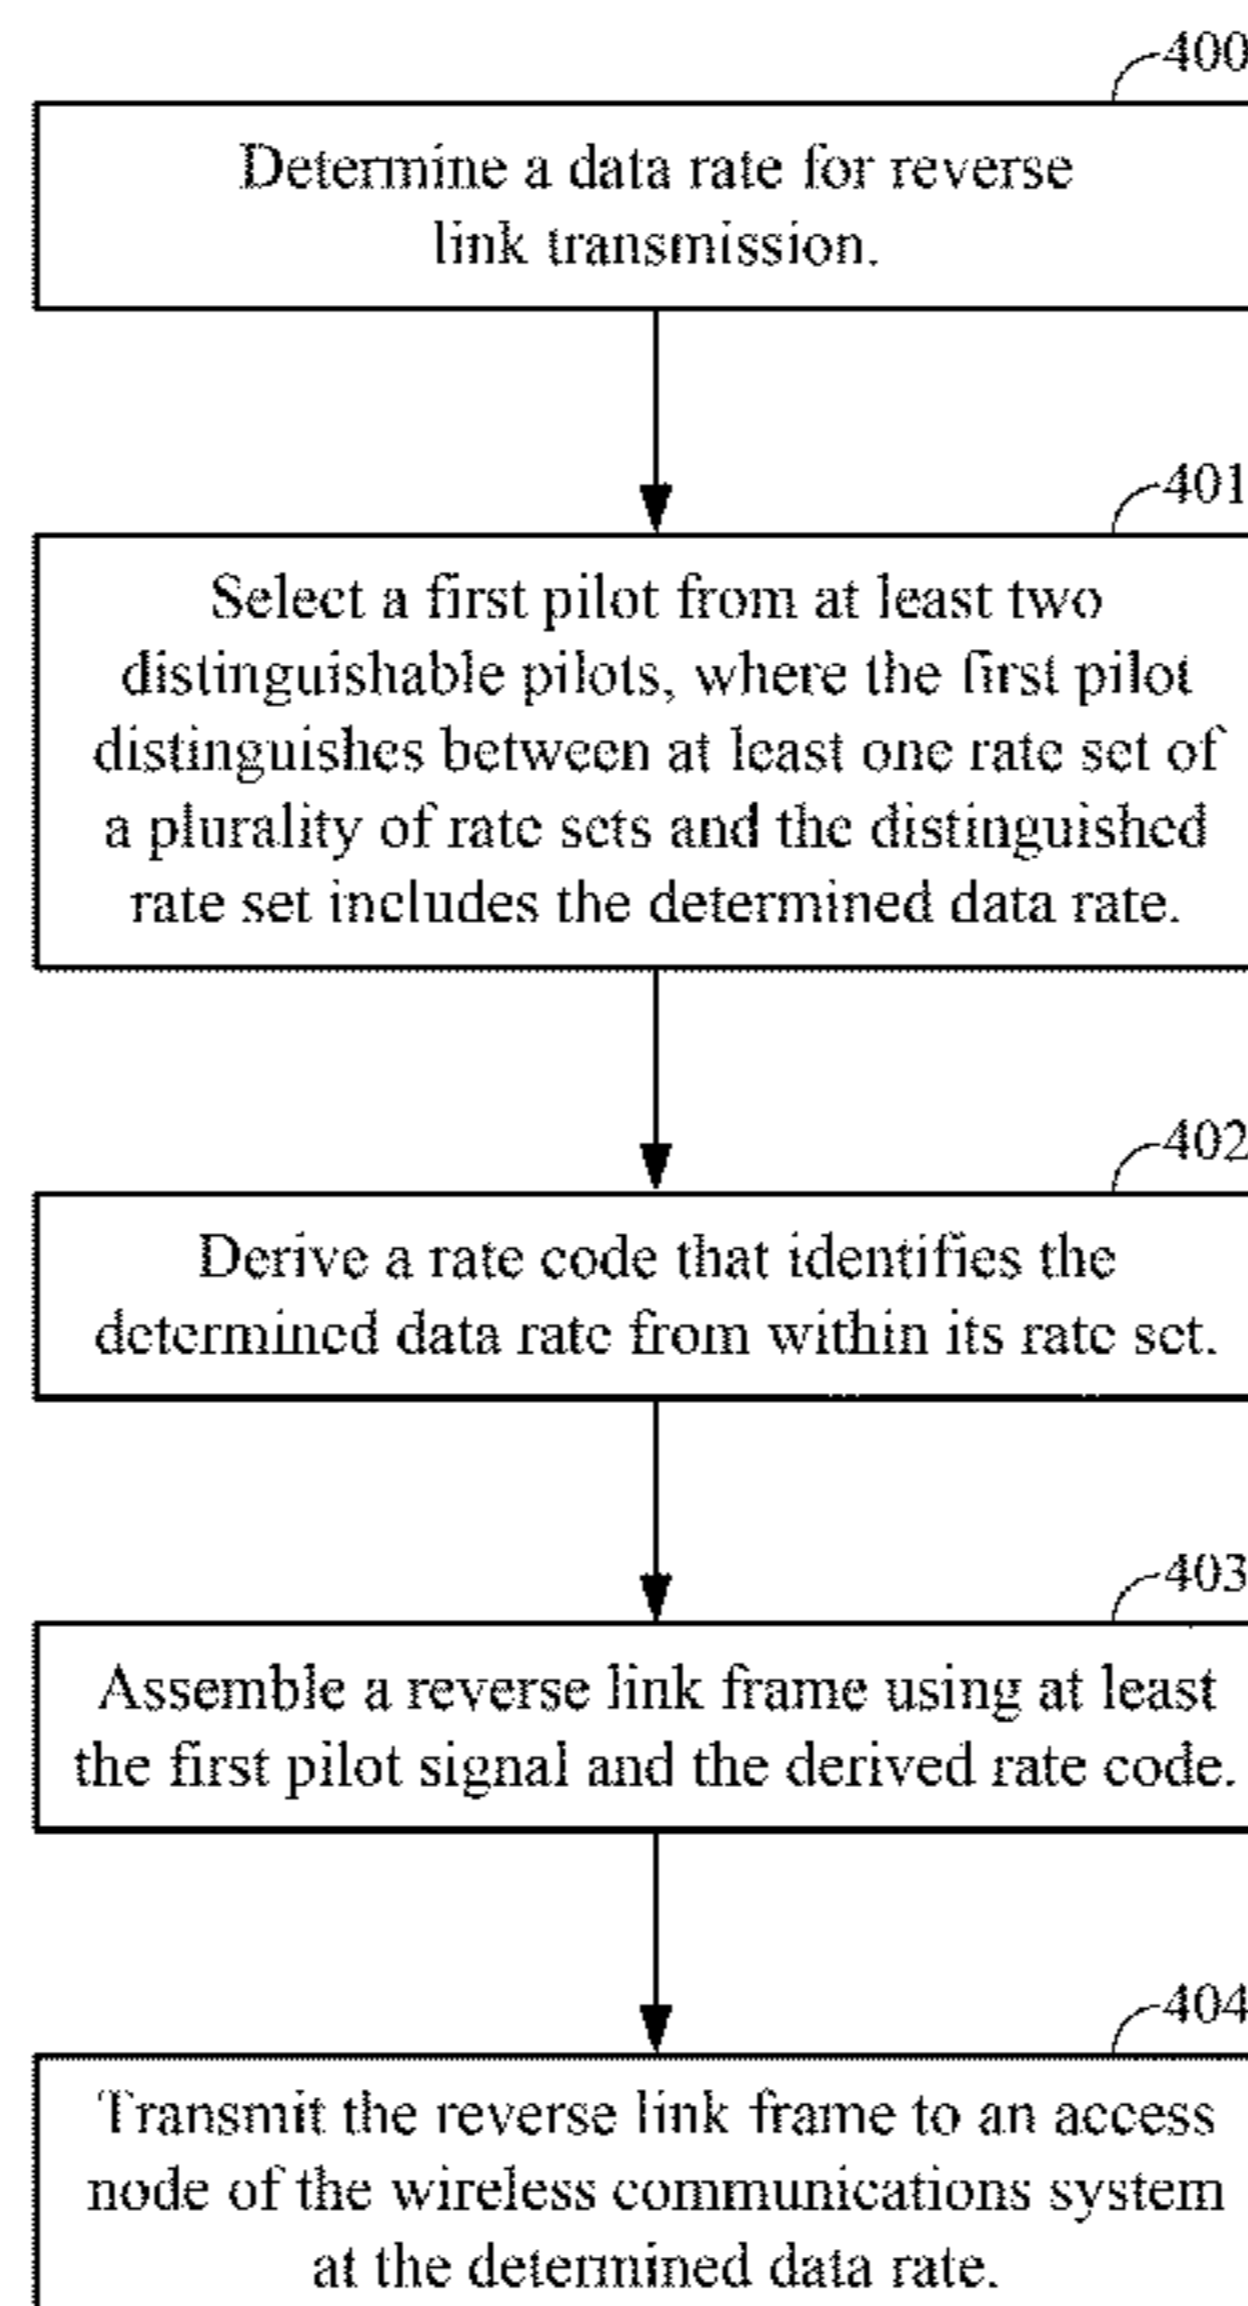 400
Determine a data rate for reverse
link transmission.
401
Select a first pilot from at least two
distinguishable pilots, where the first pilot
distinguishes between at least one rate set of
a plurality of rate sets and the distinguished
rate set includes the determined data rate.
402
Derive a rate code that identifies the
determined data rate from within its rate set.
403
Assemble a reverse link frame using at least
the first pilot signal and the derived rate code.
404
Transmit the reverse link frame to an access
node of the wireless communications system
at the determined data rate.